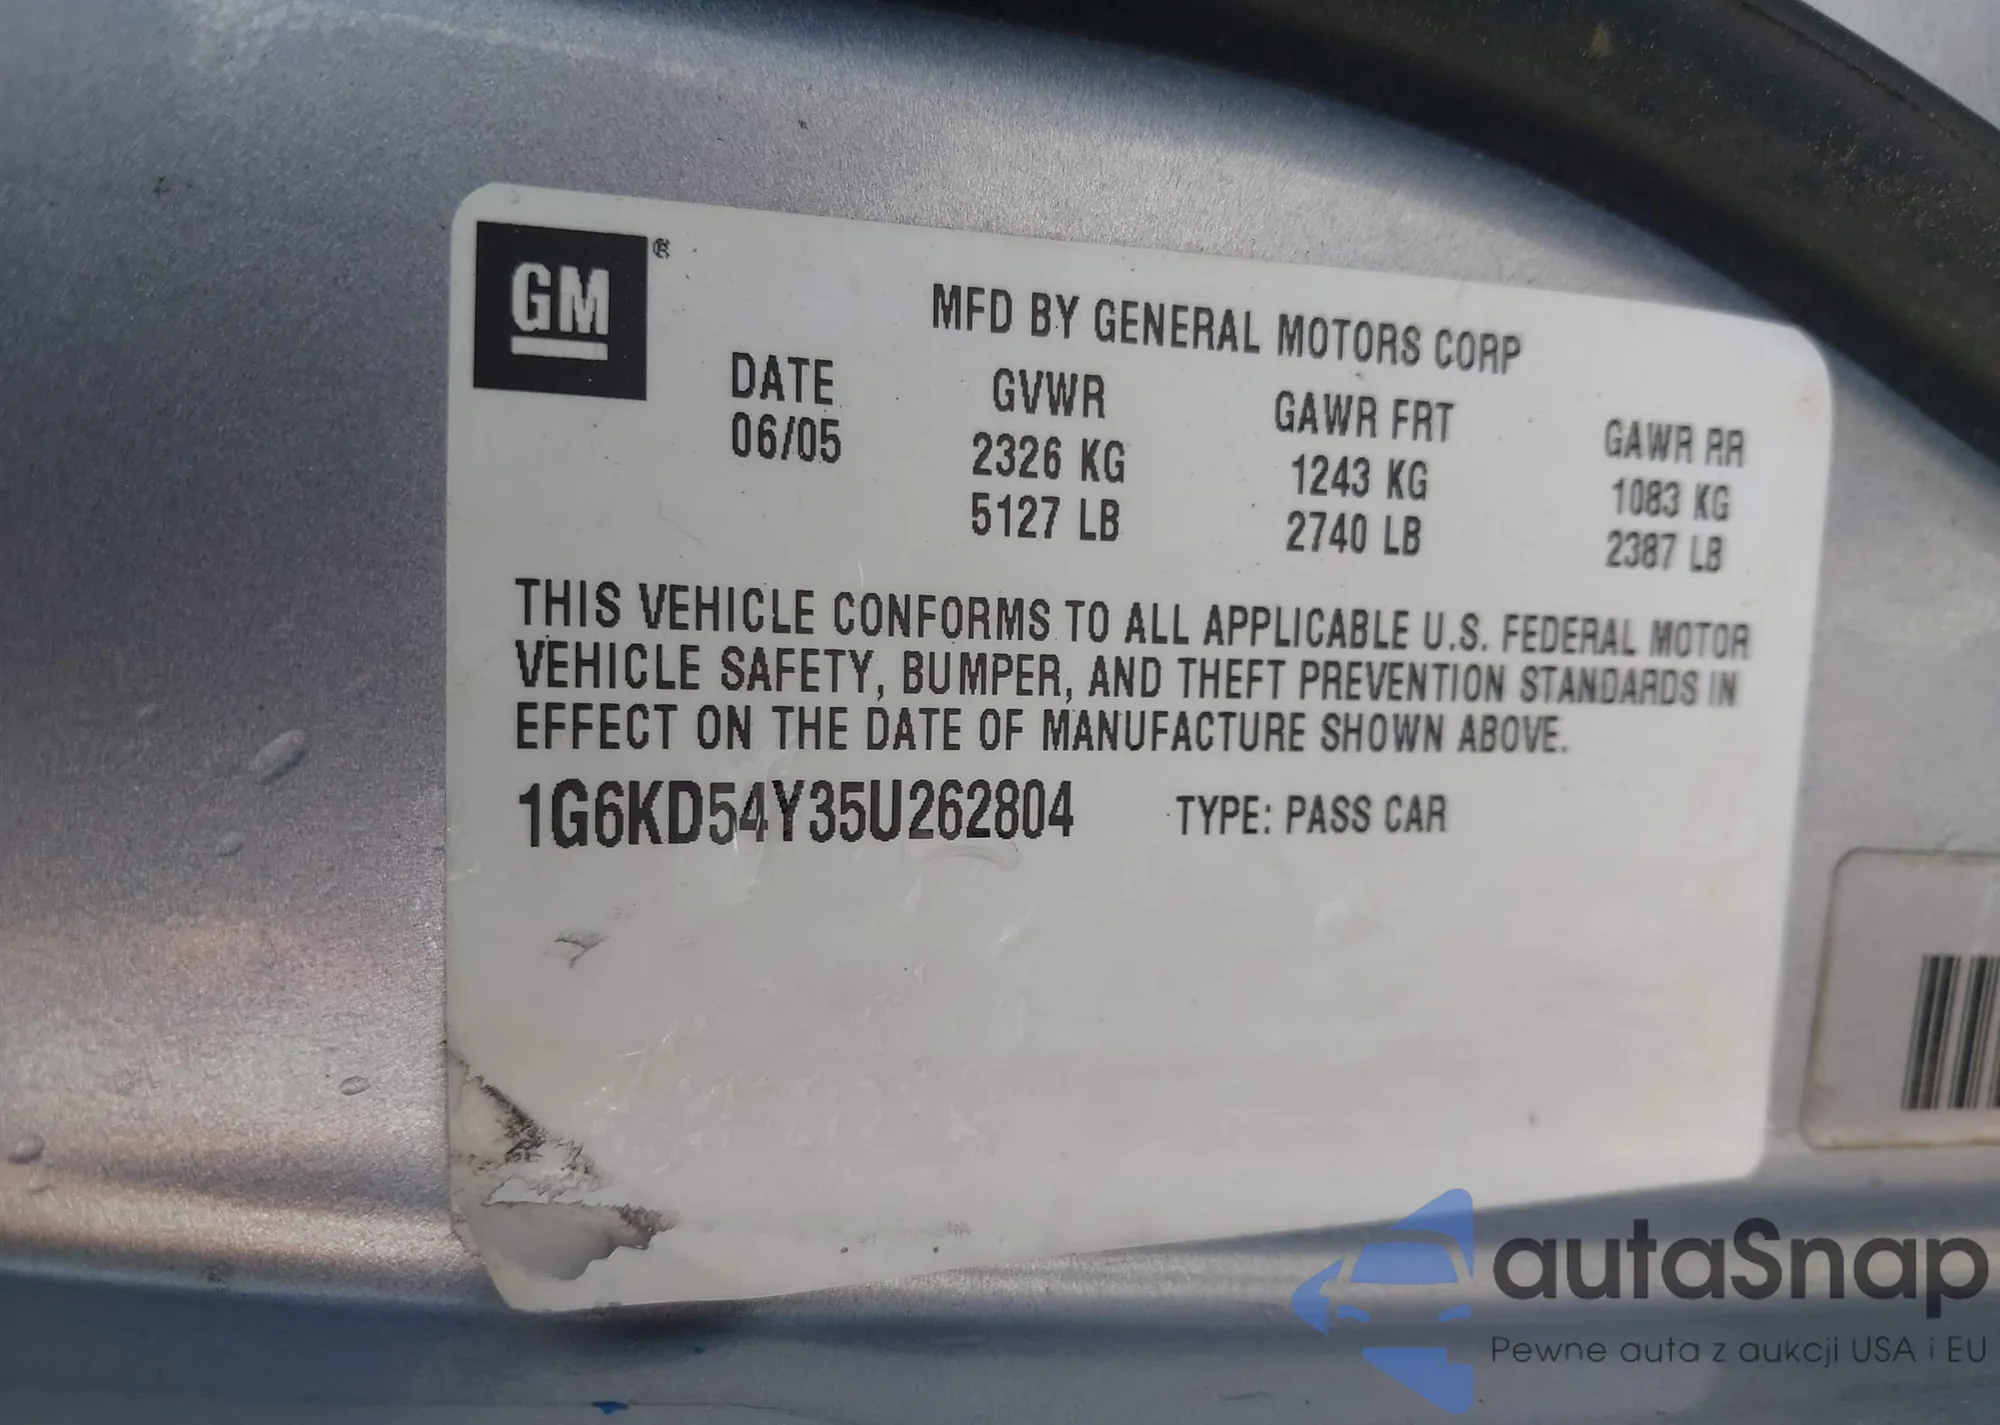 GM®
MFD BY GENERAL MOTORS CORP
DATE GVWR GAWR FRT GAWR RR
06/05 2326 KG 1243 KG 1083 KG
5127 LB 2740 LB 2387 LB
THIS VEHICLE CONFORMS TO ALL APPLICABLE U.S. FEDERAL MOTOR
VEHICLE SAFETY, BUMPER, AND THEFT PREVENTION STANDARDS IN
EFFECT ON THE DATE OF MANUFACTURE SHOWN ABOVE.
1G6KD54Y35U262804 TYPE: PASS CAR
autaSnap
Pewne auta z aukcji USA i EU